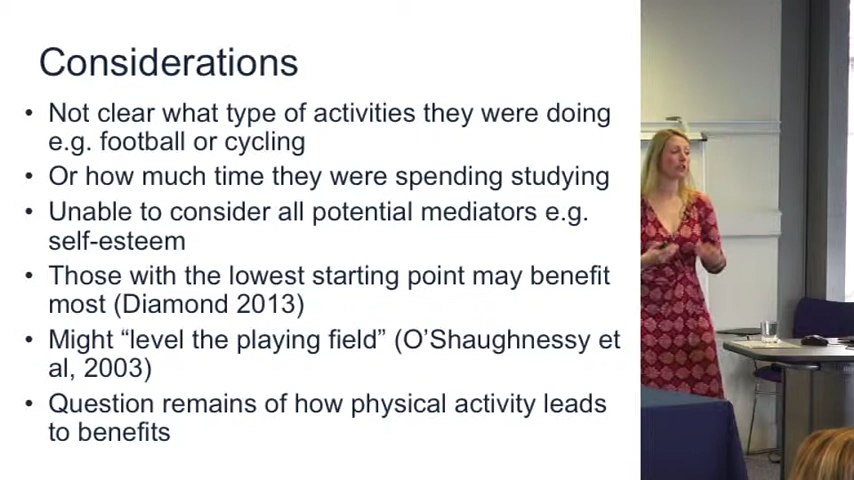 Considerations
• Not clear what type of activities they were doing
e.g. football or cycling
• Or how much time they were spending studying
• Unable to consider all potential mediators e.g.
self-esteem
• Those with the lowest starting point may benefit
most (Diamond 2013)
• Might “level the playing field” (O’Shaughnessy et
al, 2003)
• Question remains of how physical activity leads
to benefits